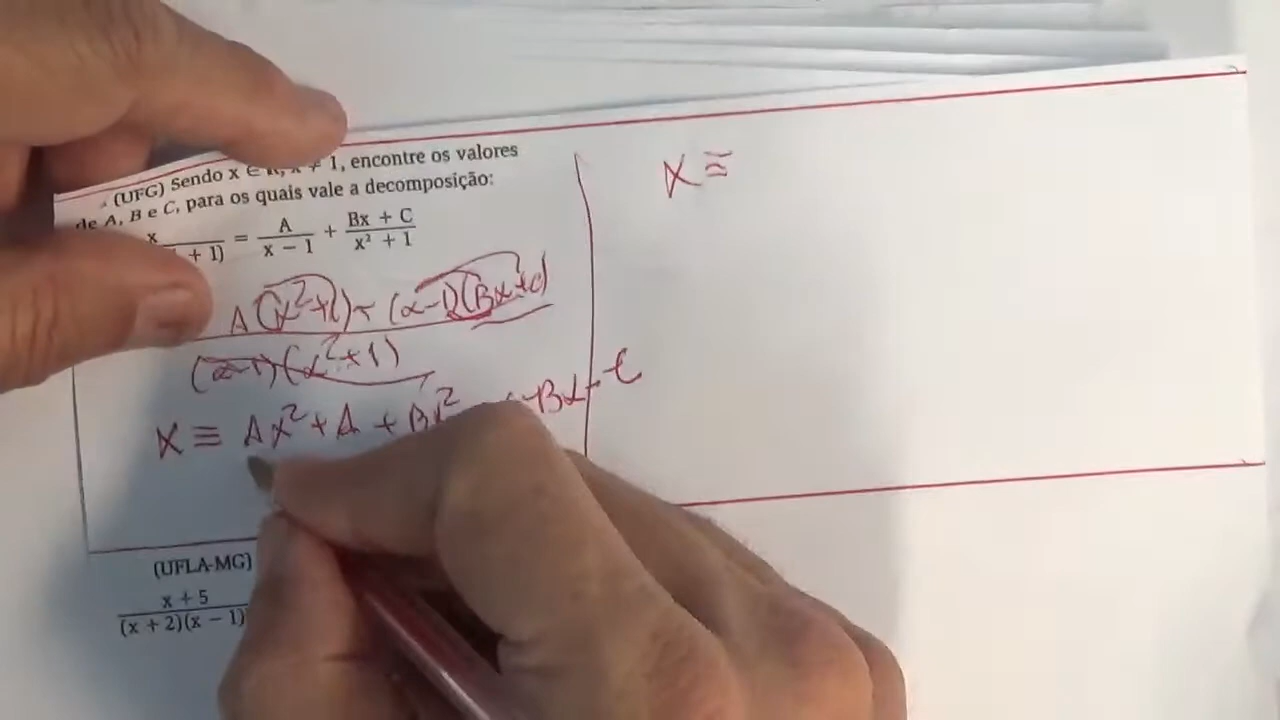 (UFG) Sendo x ∈ R, x ≠ 1, encontre os valores
de A, B e C, para os quais vale a decomposição:
x / + 1) = A / x − 1 + Bx + C / x² + 1
A(x²+1)+(x-1)(Bx+c)
(x-1)(x²+1)
x ≡ Ax² + A + Bx² -Bx - C
x ≅
(UFLA-MG)
x + 5
(x + 2)(x − 1)